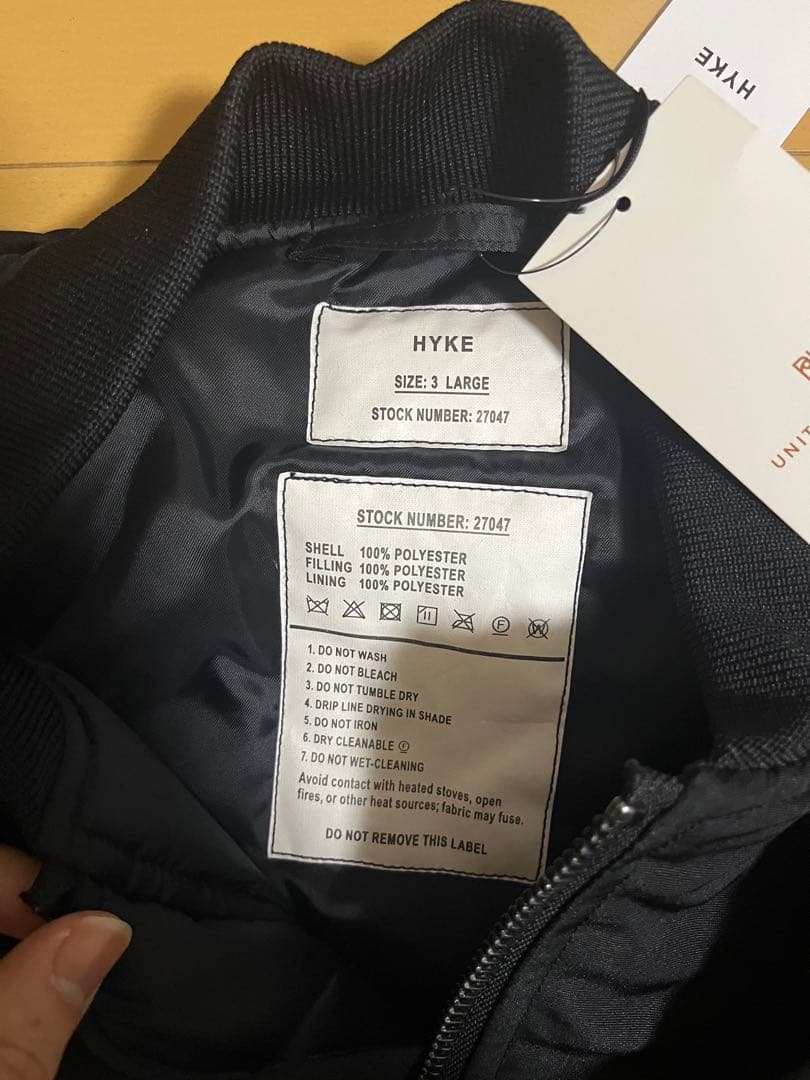 HYKE
HYKE
SIZE: 3 LARGE
STOCK NUMBER: 27047
STOCK NUMBER: 27047
SHELL 100% POLYESTER
FILLING 100% POLYESTER
LINING 100% POLYESTER
F W
1. DO NOT WASH
2. DO NOT BLEACH
3. DO NOT TUMBLE DRY
4. DRIP LINE DRYING IN SHADE
5. DO NOT IRON
6. DRY CLEANABLE Ⓕ
7. DO NOT WET-CLEANING
Avoid contact with heated stoves, open
fires, or other heat sources; fabric may fuse.
DO NOT REMOVE THIS LABEL